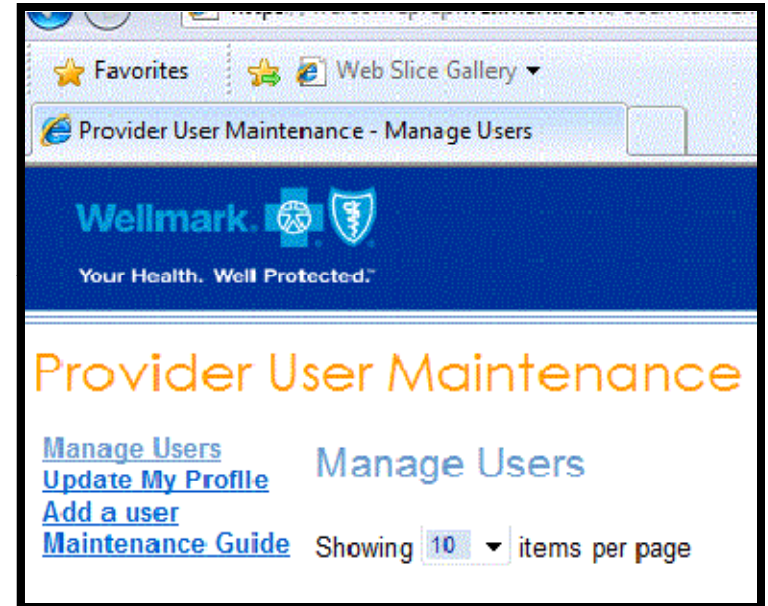 Favorites Web Slice Gallery
Provider User Maintenance - Manage Users
Wellmark.
Your Health. Well Protected.™
Provider User Maintenance
Manage Users
Update My Profile
Add a user
Maintenance Guide
Manage Users
Showing 10 items per page